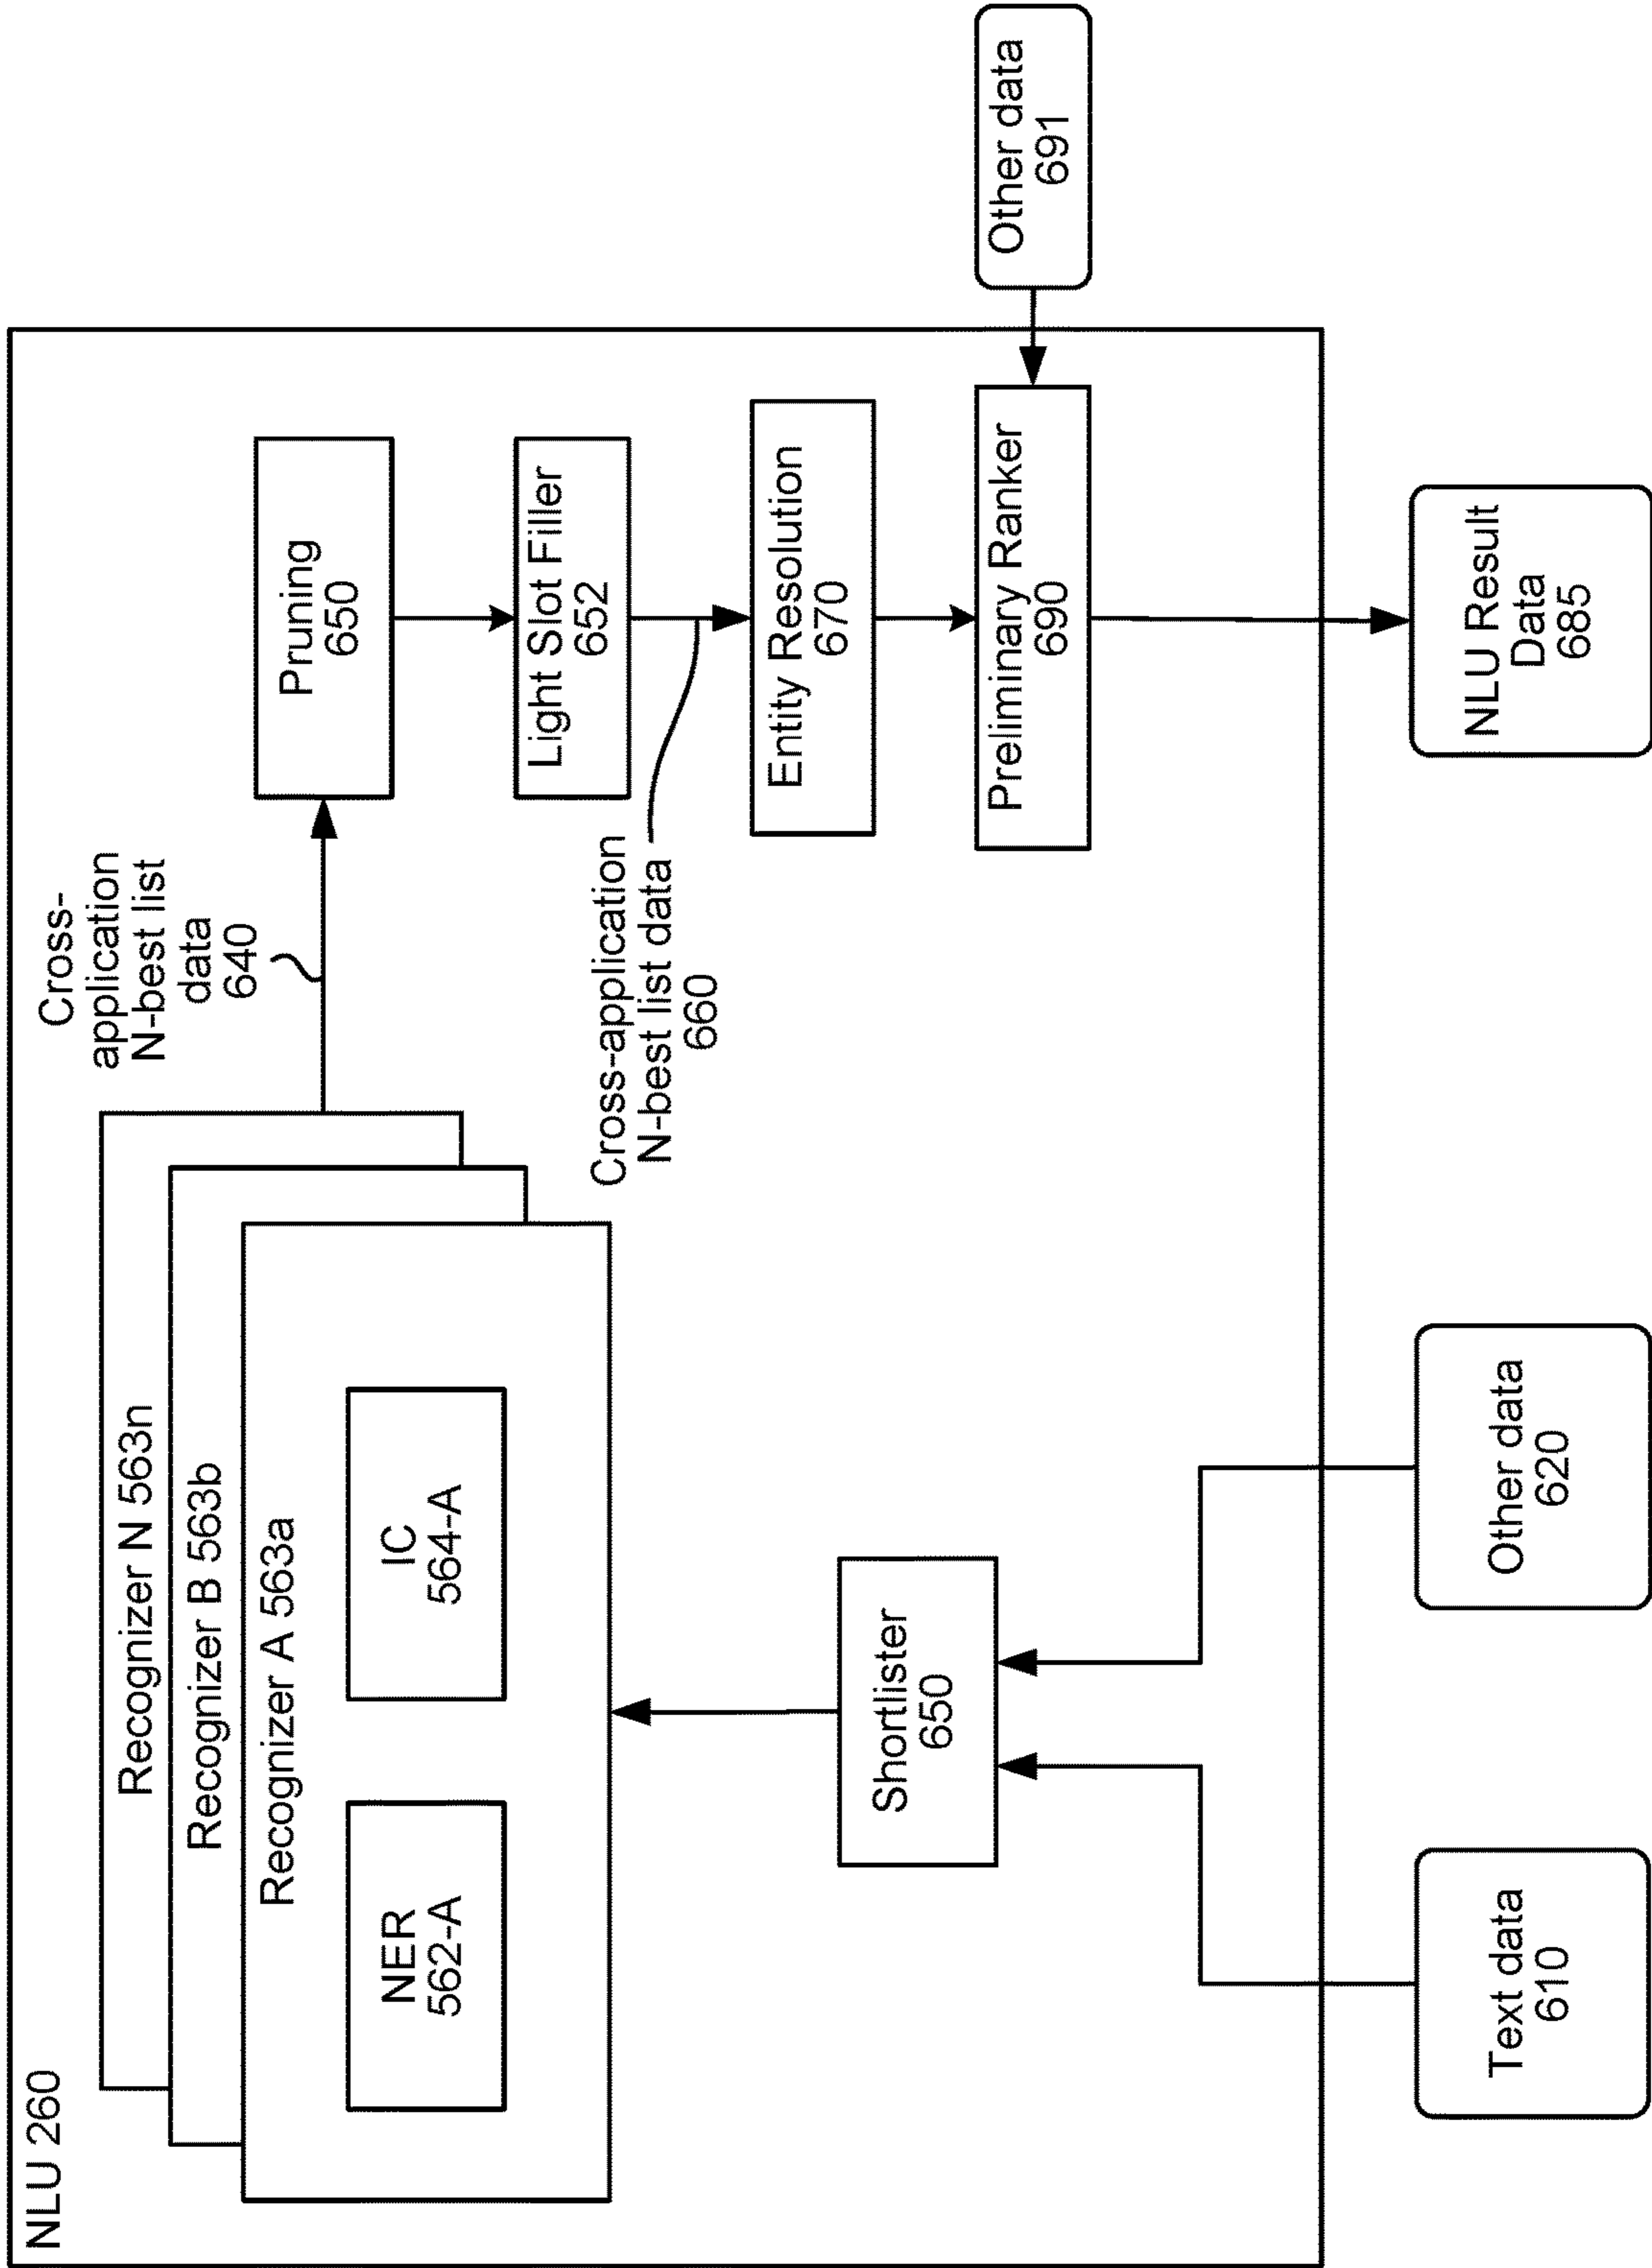 NLU 260
Recognizer N 563n
Recognizer B 563b
Recognizer A 563a
NER
562-A
IC
564-A
Cross-
application
N-best list
data
640
Pruning
650
Light Slot Filler
652
Cross-application
N-best list data
660
Entity Resolution
670
Preliminary Ranker
690
Other data
691
Shortlister
650
Text data
610
Other data
620
NLU Result
Data
685